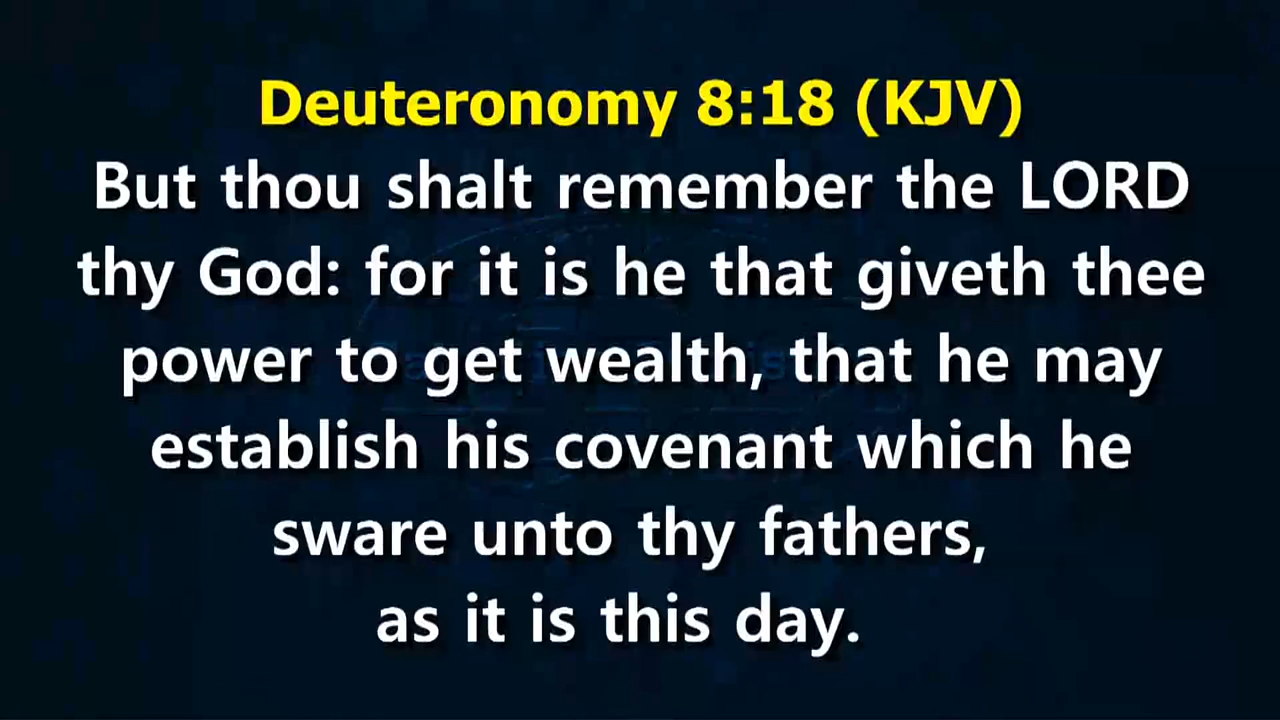 Deuteronomy 8:18 (KJV)
But thou shalt remember the LORD
thy God: for it is he that giveth thee
power to get wealth, that he may
establish his covenant which he
sware unto thy fathers,
as it is this day.